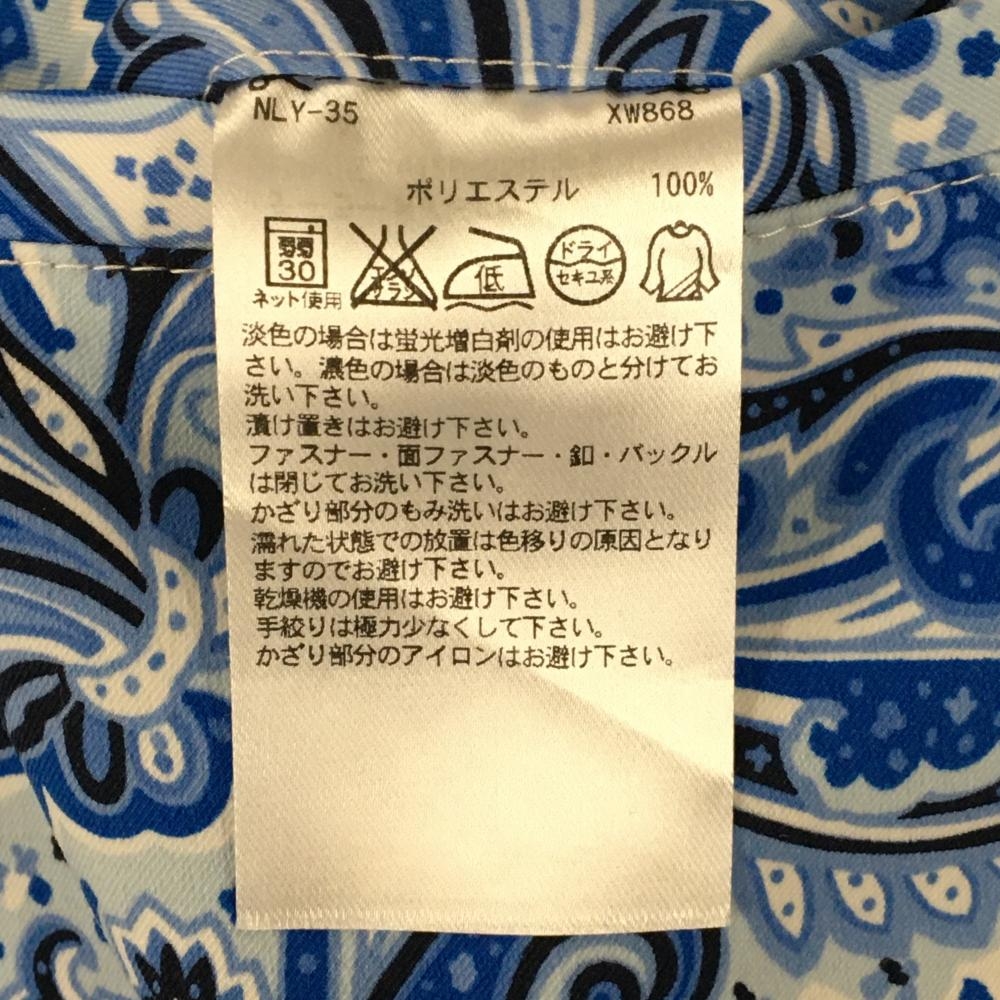 NLY-35 XW868
ポリエステル 100%
弱 30 エンソ サラシ 低 ドライ セキユ系
ネット使用
淡色の場合は蛍光増白剤の使用はお避け下
さい。濃色の場合は淡色のものと分けてお
洗い下さい。
漬け置きはお避け下さい。
ファスナー・面ファスナー・釦・バックル
は閉じてお洗い下さい。
かざり部分のもみ洗いはお避け下さい。
濡れた状態での放置は色移りの原因となり
ますのでお避け下さい。
乾燥機の使用はお避け下さい。
手絞りは極力少なくして下さい。
かざり部分のアイロンはお避け下さい。